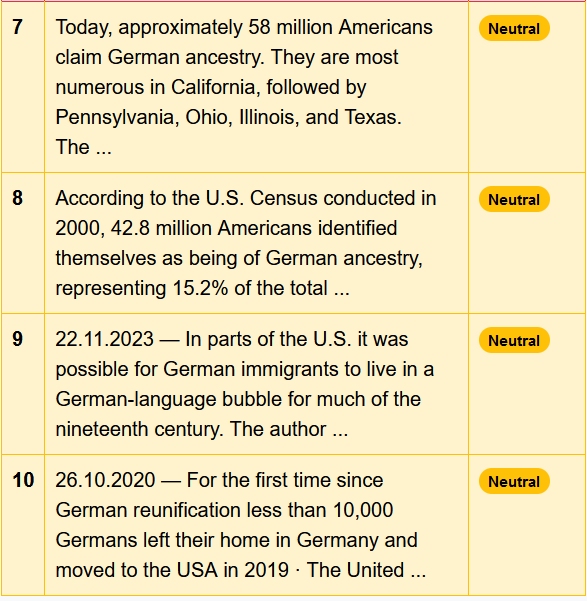 7 Today, approximately 58 million Americans Neutral
claim German ancestry. They are most
numerous in California, followed by
Pennsylvania, Ohio, Illinois, and Texas.
The ...
8 According to the U.S. Census conducted in Neutral
2000, 42.8 million Americans identified
themselves as being of German ancestry,
representing 15.2% of the total ...
9 22.11.2023 — In parts of the U.S. it was Neutral
possible for German immigrants to live in a
German-language bubble for much of the
nineteenth century. The author ...
10 26.10.2020 — For the first time since Neutral
German reunification less than 10,000
Germans left their home in Germany and
moved to the USA in 2019 · The United ...